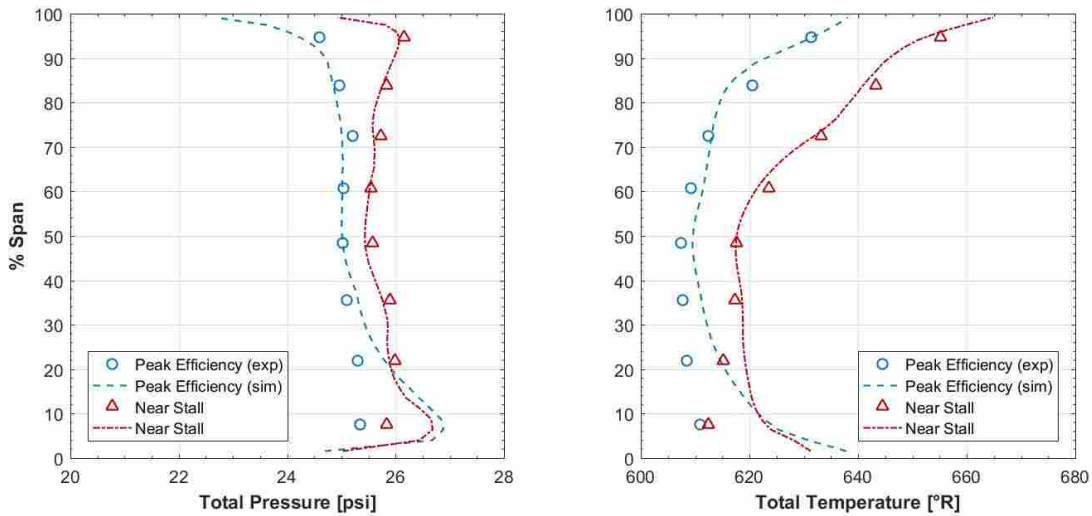 100
90
80
70
60
50
40
30
20
10
0
% Span
Peak Efficiency (exp)
Peak Efficiency (sim)
Near Stall
Near Stall
20 22 24 26 28
Total Pressure [psi]
100
90
80
70
60
50
40
30
20
10
0
Peak Efficiency (exp)
Peak Efficiency (sim)
Near Stall
Near Stall
600 620 640 660 680
Total Temperature [°R]